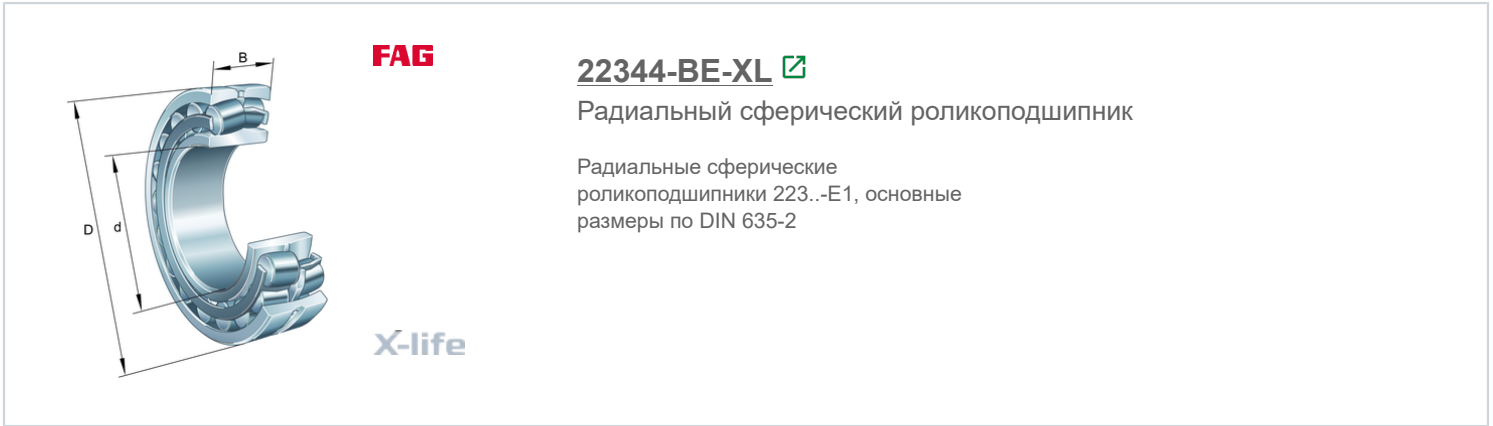 FAG
B
D
d
X-life
22344-BE-XL
Радиальный сферический роликоподшипник
Радиальные сферические
роликоподшипники 223..-E1, основные
размеры по DIN 635-2